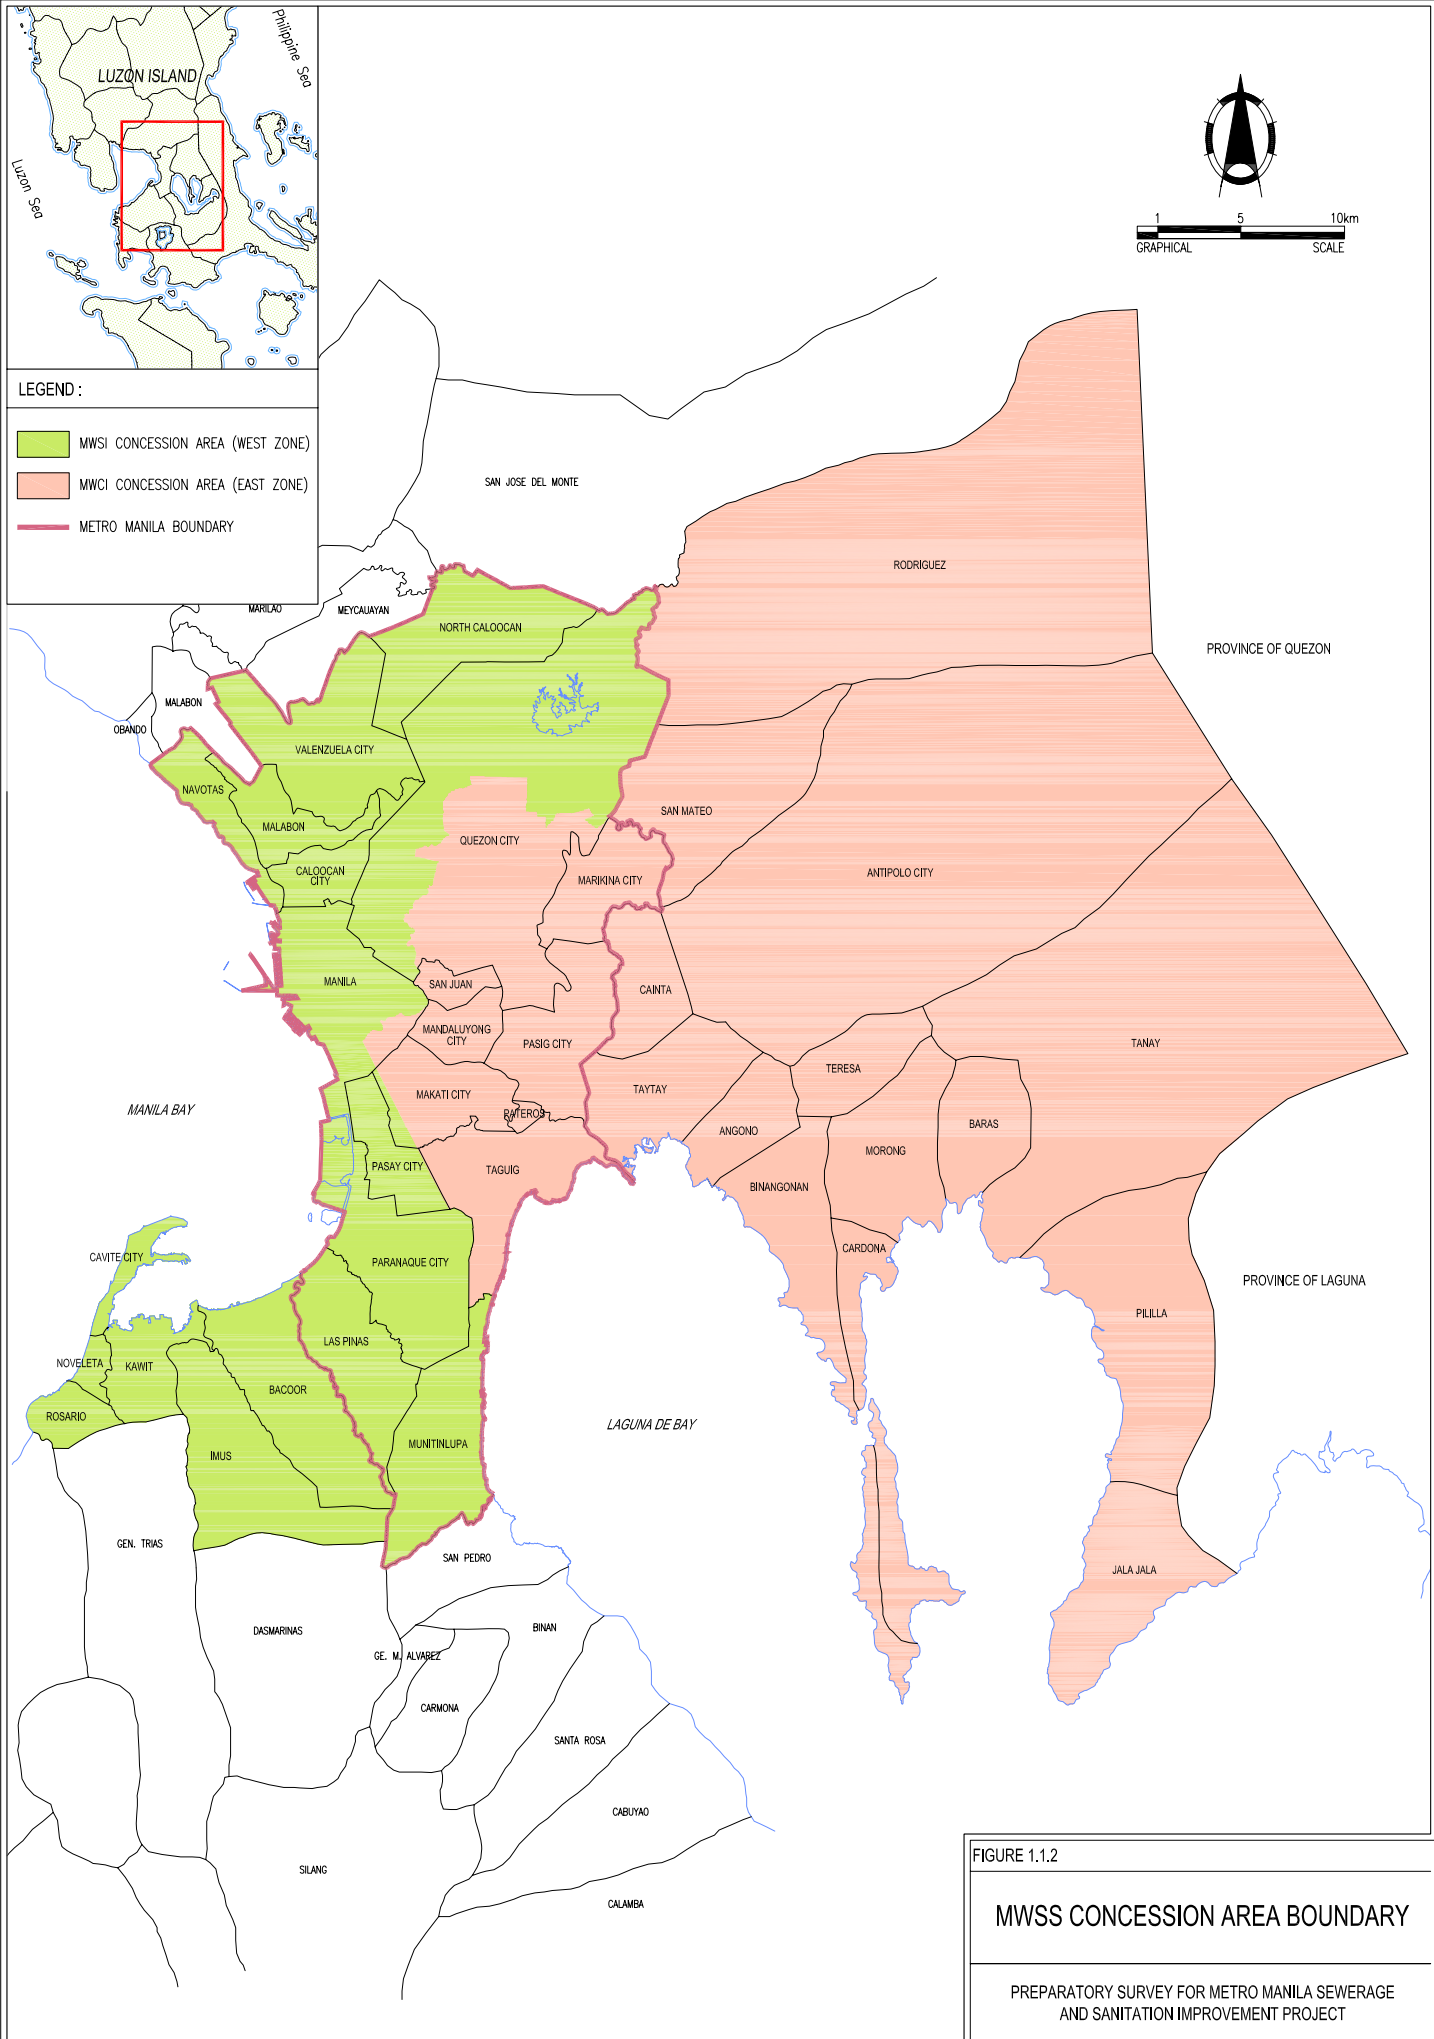 LUZON ISLAND
Philippine Sea
Luzon Sea
1 5 10km
GRAPHICAL SCALE
LEGEND :
MWSI CONCESSION AREA (WEST ZONE)
MWCI CONCESSION AREA (EAST ZONE)
METRO MANILA BOUNDARY
SAN JOSE DEL MONTE
RODRIGUEZ
MARILAO
MEYCAUAYAN
NORTH CALOOCAN
PROVINCE OF QUEZON
MALABON
OBANDO
VALENZUELA CITY
NAVOTAS
MALABON
SAN MATEO
QUEZON CITY
CALOOCAN
CITY
MARIKINA CITY
ANTIPOLO CITY
MANILA
SAN JUAN
CAINTA
MANDALUYONG
CITY
PASIG CITY
TANAY
TERESA
MAKATI CITY
TAYTAY
PATEROS
MANILA BAY
ANGONO
BARAS
MORONG
PASAY CITY
TAGUIG
BINANGONAN
CARDONA
CAVITE CITY
PARANAQUE CITY
PROVINCE OF LAGUNA
PILILLA
LAS PINAS
NOVELETA
KAWIT
BACOOR
ROSARIO
LAGUNA DE BAY
MUNITINLUPA
IMUS
GEN. TRIAS
SAN PEDRO
JALA JALA
DASMARINAS
BINAN
GE. M. ALVAREZ
CARMONA
SANTA ROSA
CABUYAO
SILANG
CALAMBA
FIGURE 1.1.2
MWSS CONCESSION AREA BOUNDARY
PREPARATORY SURVEY FOR METRO MANILA SEWERAGE
AND SANITATION IMPROVEMENT PROJECT